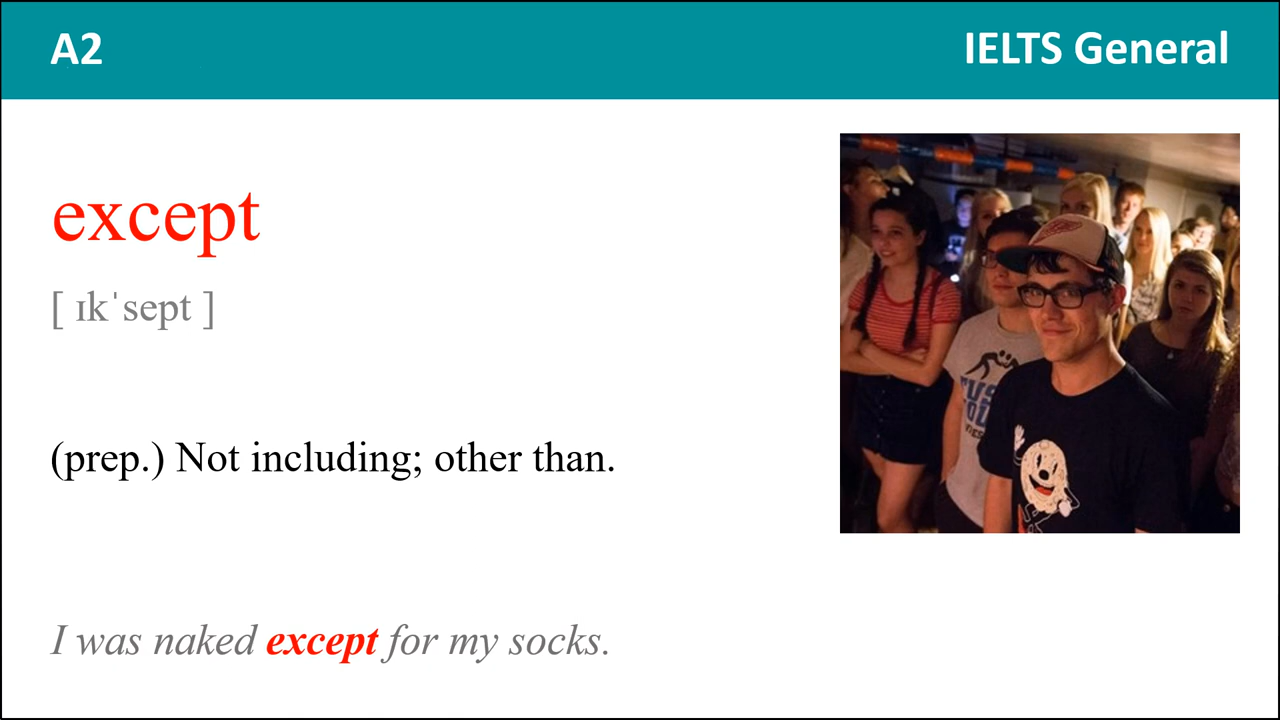 A2
IELTS General
except
[ ɪkˈsept ]
(prep.) Not including; other than.
I was naked except for my socks.